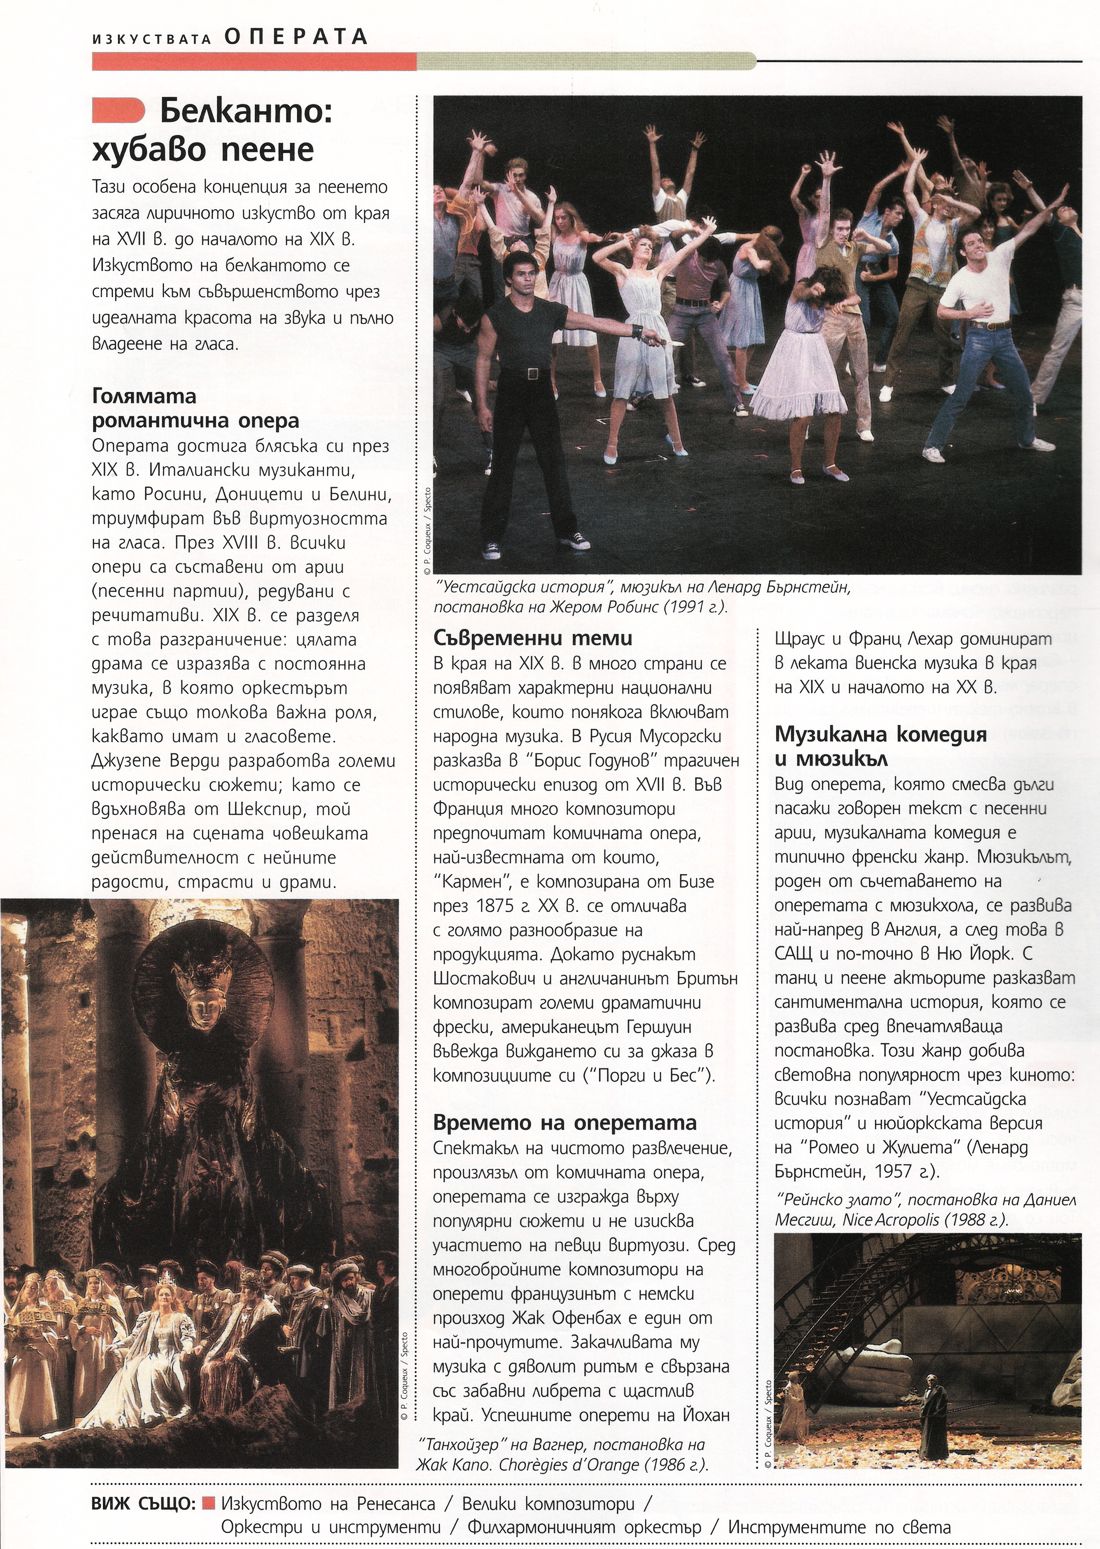 ИЗКУСТВАТА ОПЕРАТА
Белканто:
хубаво пеене
Тази особена концепция за пеенето
засяга лиричното изкуство от края
на XVII в. до началото на XIX в.
Изкуството на белкантото се
стреми към съвършенството чрез
идеалната красота на звука и пълно
владеене на гласа.
Голямата
романтична опера
Операта достига блясъка си през
XIX в. Италиански музиканти,
като Росини, Доницети и Белини,
триумфират във виртуозността
на гласа. През XVIII в. всички
опери са съставени от арии
(песенни партии), редувани с
речитативи. XIX в. се разделя
с това разграничение: цялата
драма се изразява с постоянна
музика, в която оркестърът
играе също толкова важна роля,
каквато имат и гласовете.
Джузепе Верди разработва големи
исторически сюжети; като се
вдъхновява от Шекспир, той
пренася на сцената човешката
действителност с нейните
радости, страсти и драми.
© P. Coqueux / Specto
© P. Coqueux / Specto
“Уестсайдска история”, мюзикъл на Ленард Бърнстейн,
постановка на Жером Робинс (1991 г.).
Съвременни теми
В края на XIX в. в много страни се
появяват характерни национални
стилове, които понякога включват
народна музика. В Русия Мусоргски
разказва в “Борис Годунов” трагичен
исторически епизод от XVII в. Във
Франция много композитори
предпочитат комичната опера,
най-известната от които,
“Кармен”, е композирана от Бизе
през 1875 г. XX в. се отличава
с голямо разнообразие на
продукцията. Докато руснакът
Шостакович и англичанинът Бритън
композират големи драматични
фрески, американецът Гершуин
въвежда виждането си за джаза в
композициите си (“Порги и Бес”).
Времето на оперетата
Спектакъл на чистото развлечение,
произлязъл от комичната опера,
оперетата се изгражда върху
популярни сюжети и не изисква
участието на певци виртуози. Сред
многобройните композитори на
оперети французинът с немски
произход Жак Офенбах е един от
най-прочутите. Закачливата му
музика с дяволит ритъм е свързана
със забавни либрета с щастлив
край. Успешните оперети на Йохан
“Танхойзер” на Вагнер, постановка на
Жак Капо. Chorègies d’Orange (1986 г.).
Щраус и Франц Лехар доминират
в леката виенска музика в края
на XIX и началото на XX в.
Музикална комедия
и мюзикъл
Вид оперета, която смесва дълги
пасажи говорен текст с песенни
арии, музикалната комедия е
типично френски жанр. Мюзикълът,
роден от съчетаването на
оперетата с мюзикхола, се развива
най-напред в Англия, а след това в
САЩ и по-точно в Ню Йорк. С
танц и пеене актьорите разказват
сантиментална история, която се
развива сред впечатляваща
постановка. Този жанр добива
световна популярност чрез киното:
всички познават “Уестсайдска
история” и нюйоркската версия
на “Ромео и Жулиета” (Ленард
Бърнстейн, 1957 г.).
“Рейнско злато”, постановка на Даниел
Месгиш, Nice Acropolis (1988 г.).
© P. Coqueux / Specto
ВИЖ СЪЩО: Изкуството на Ренесанса / Велики композитори /
Оркестри и инструменти / Филхармоничният оркестър / Инструментите по света